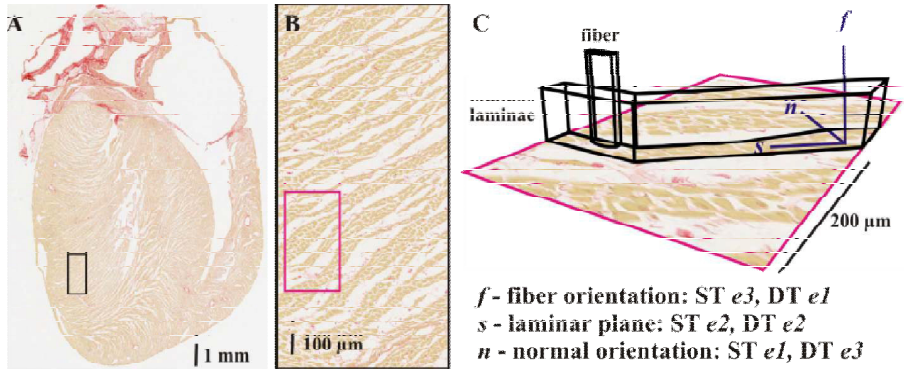 A
B
C
fiber
laminae
f
n
s
200 μm
1 mm
100 μm
f - fiber orientation: ST e3, DT e1
s - laminar plane: ST e2, DT e2
n - normal orientation: ST e1, DT e3